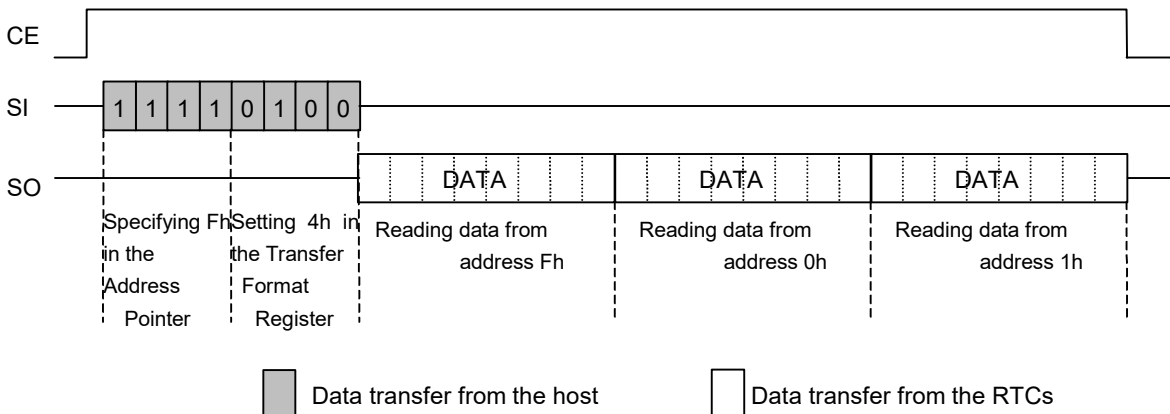 CE
SI 1 1 1 1 0 1 0 0
SO DATA DATA DATA
Specifying Fh
in the
Address
Pointer
Setting 4h in
the Transfer
Format
Register
Reading data from
address Fh
Reading data from
address 0h
Reading data from
address 1h
Data transfer from the host
Data transfer from the RTCs